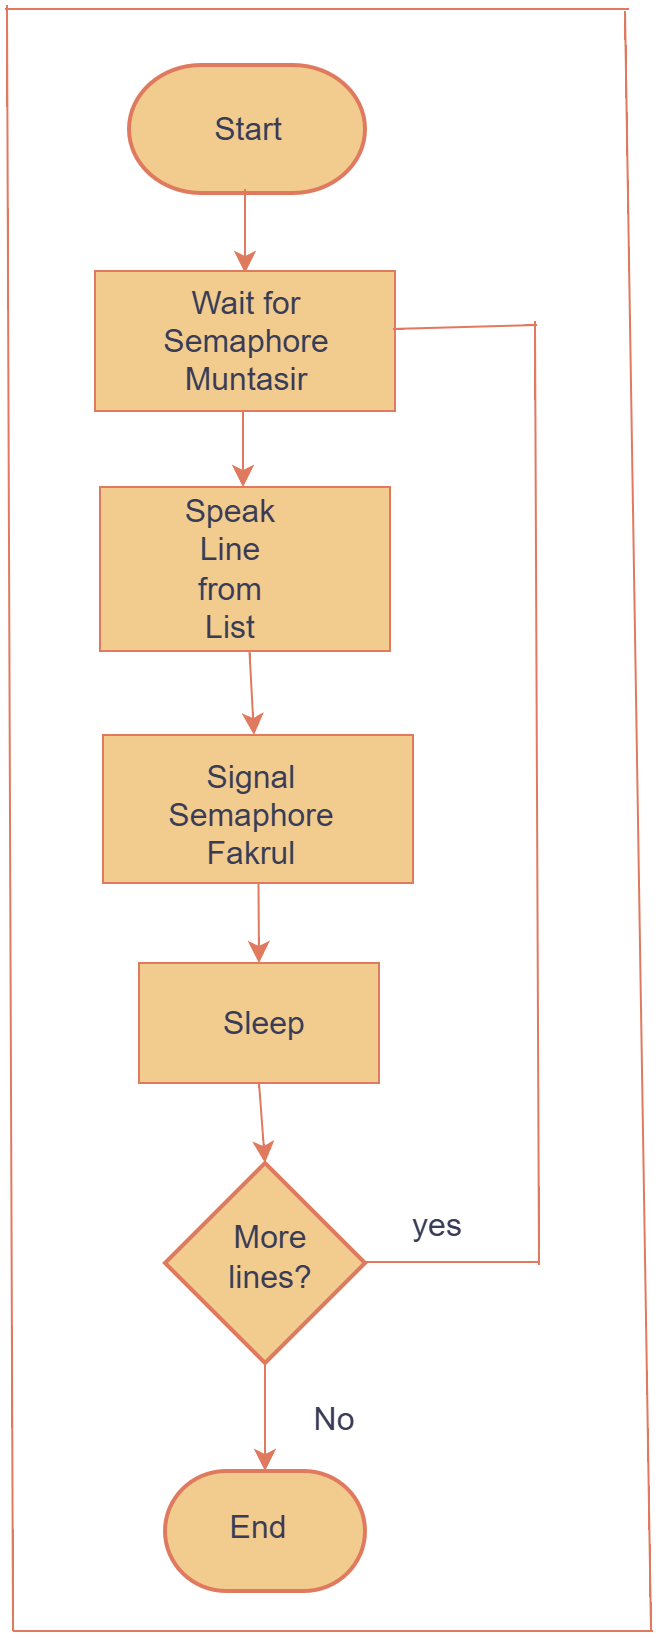 Start
Wait for
Semaphore
Muntasir
Speak
Line
from
List
Signal
Semaphore
Fakrul
Sleep
More
lines?
yes
No
End